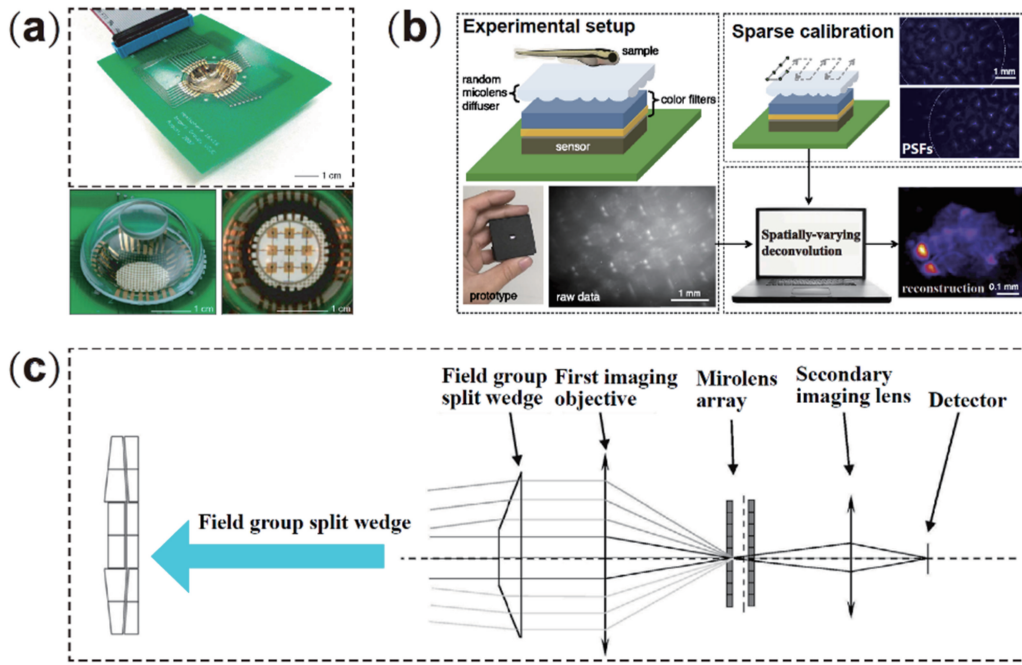 (a)
1 cm
1 cm
1 cm
(b)
Experimental setup
sample
random
micolens
diffuser
color filters
sensor
prototype
raw data
1 mm
Sparse calibration
1 mm
PSFs
Spatially-varying
deconvolution
reconstruction
0.1 mm
(c)
Field group
split wedge
First imaging
objective
Mirolens
array
Secondary
imaging lens
Detector
Field group split wedge